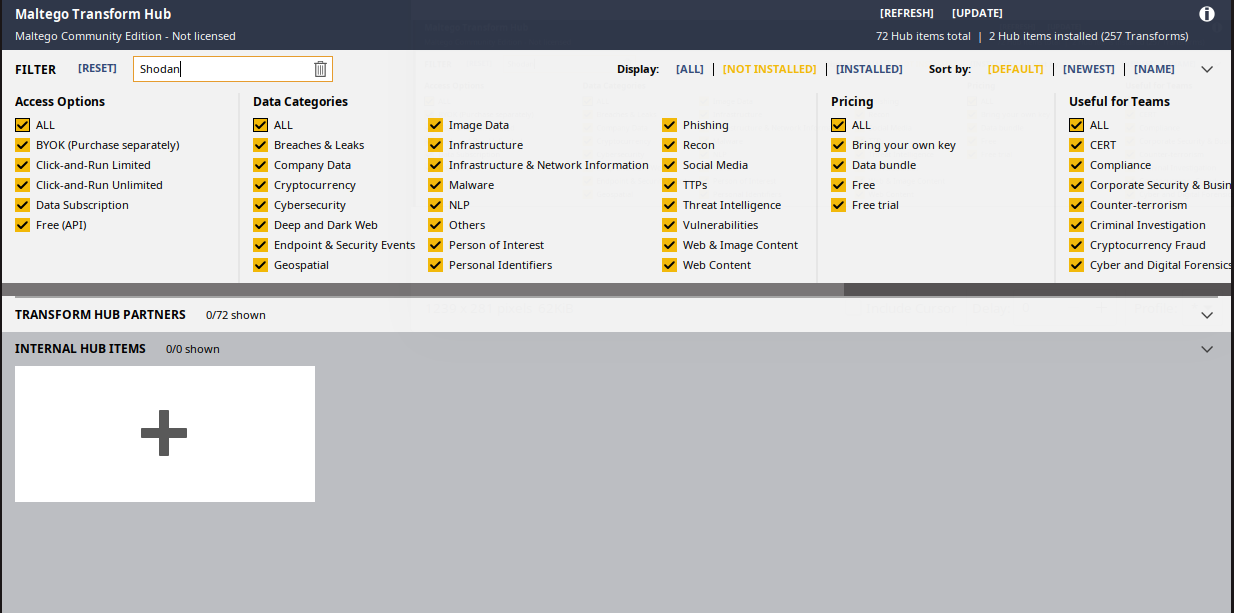 Maltego Transform Hub
[REFRESH] [UPDATE]
Maltego Community Edition - Not licensed
72 Hub items total | 2 Hub items installed (257 Transforms)
FILTER [RESET] Shodan
Display: [ALL] | [NOT INSTALLED] | [INSTALLED] Sort by: [DEFAULT] | [NEWEST] | [NAME]
Access Options
ALL
BYOK (Purchase separately)
Click-and-Run Limited
Click-and-Run Unlimited
Data Subscription
Free (API)
Data Categories
ALL
Breaches & Leaks
Company Data
Cryptocurrency
Cybersecurity
Deep and Dark Web
Endpoint & Security Events
Geospatial
Image Data
Infrastructure
Infrastructure & Network Information
Malware
NLP
Others
Person of Interest
Personal Identifiers
Phishing
Recon
Social Media
TTPs
Threat Intelligence
Vulnerabilities
Web & Image Content
Web Content
Pricing
ALL
Bring your own key
Data bundle
Free
Free trial
Useful for Teams
ALL
CERT
Compliance
Corporate Security & Busin
Counter-terrorism
Criminal Investigation
Cryptocurrency Fraud
Cyber and Digital Forensics
TRANSFORM HUB PARTNERS 0/72 shown
INTERNAL HUB ITEMS 0/0 shown